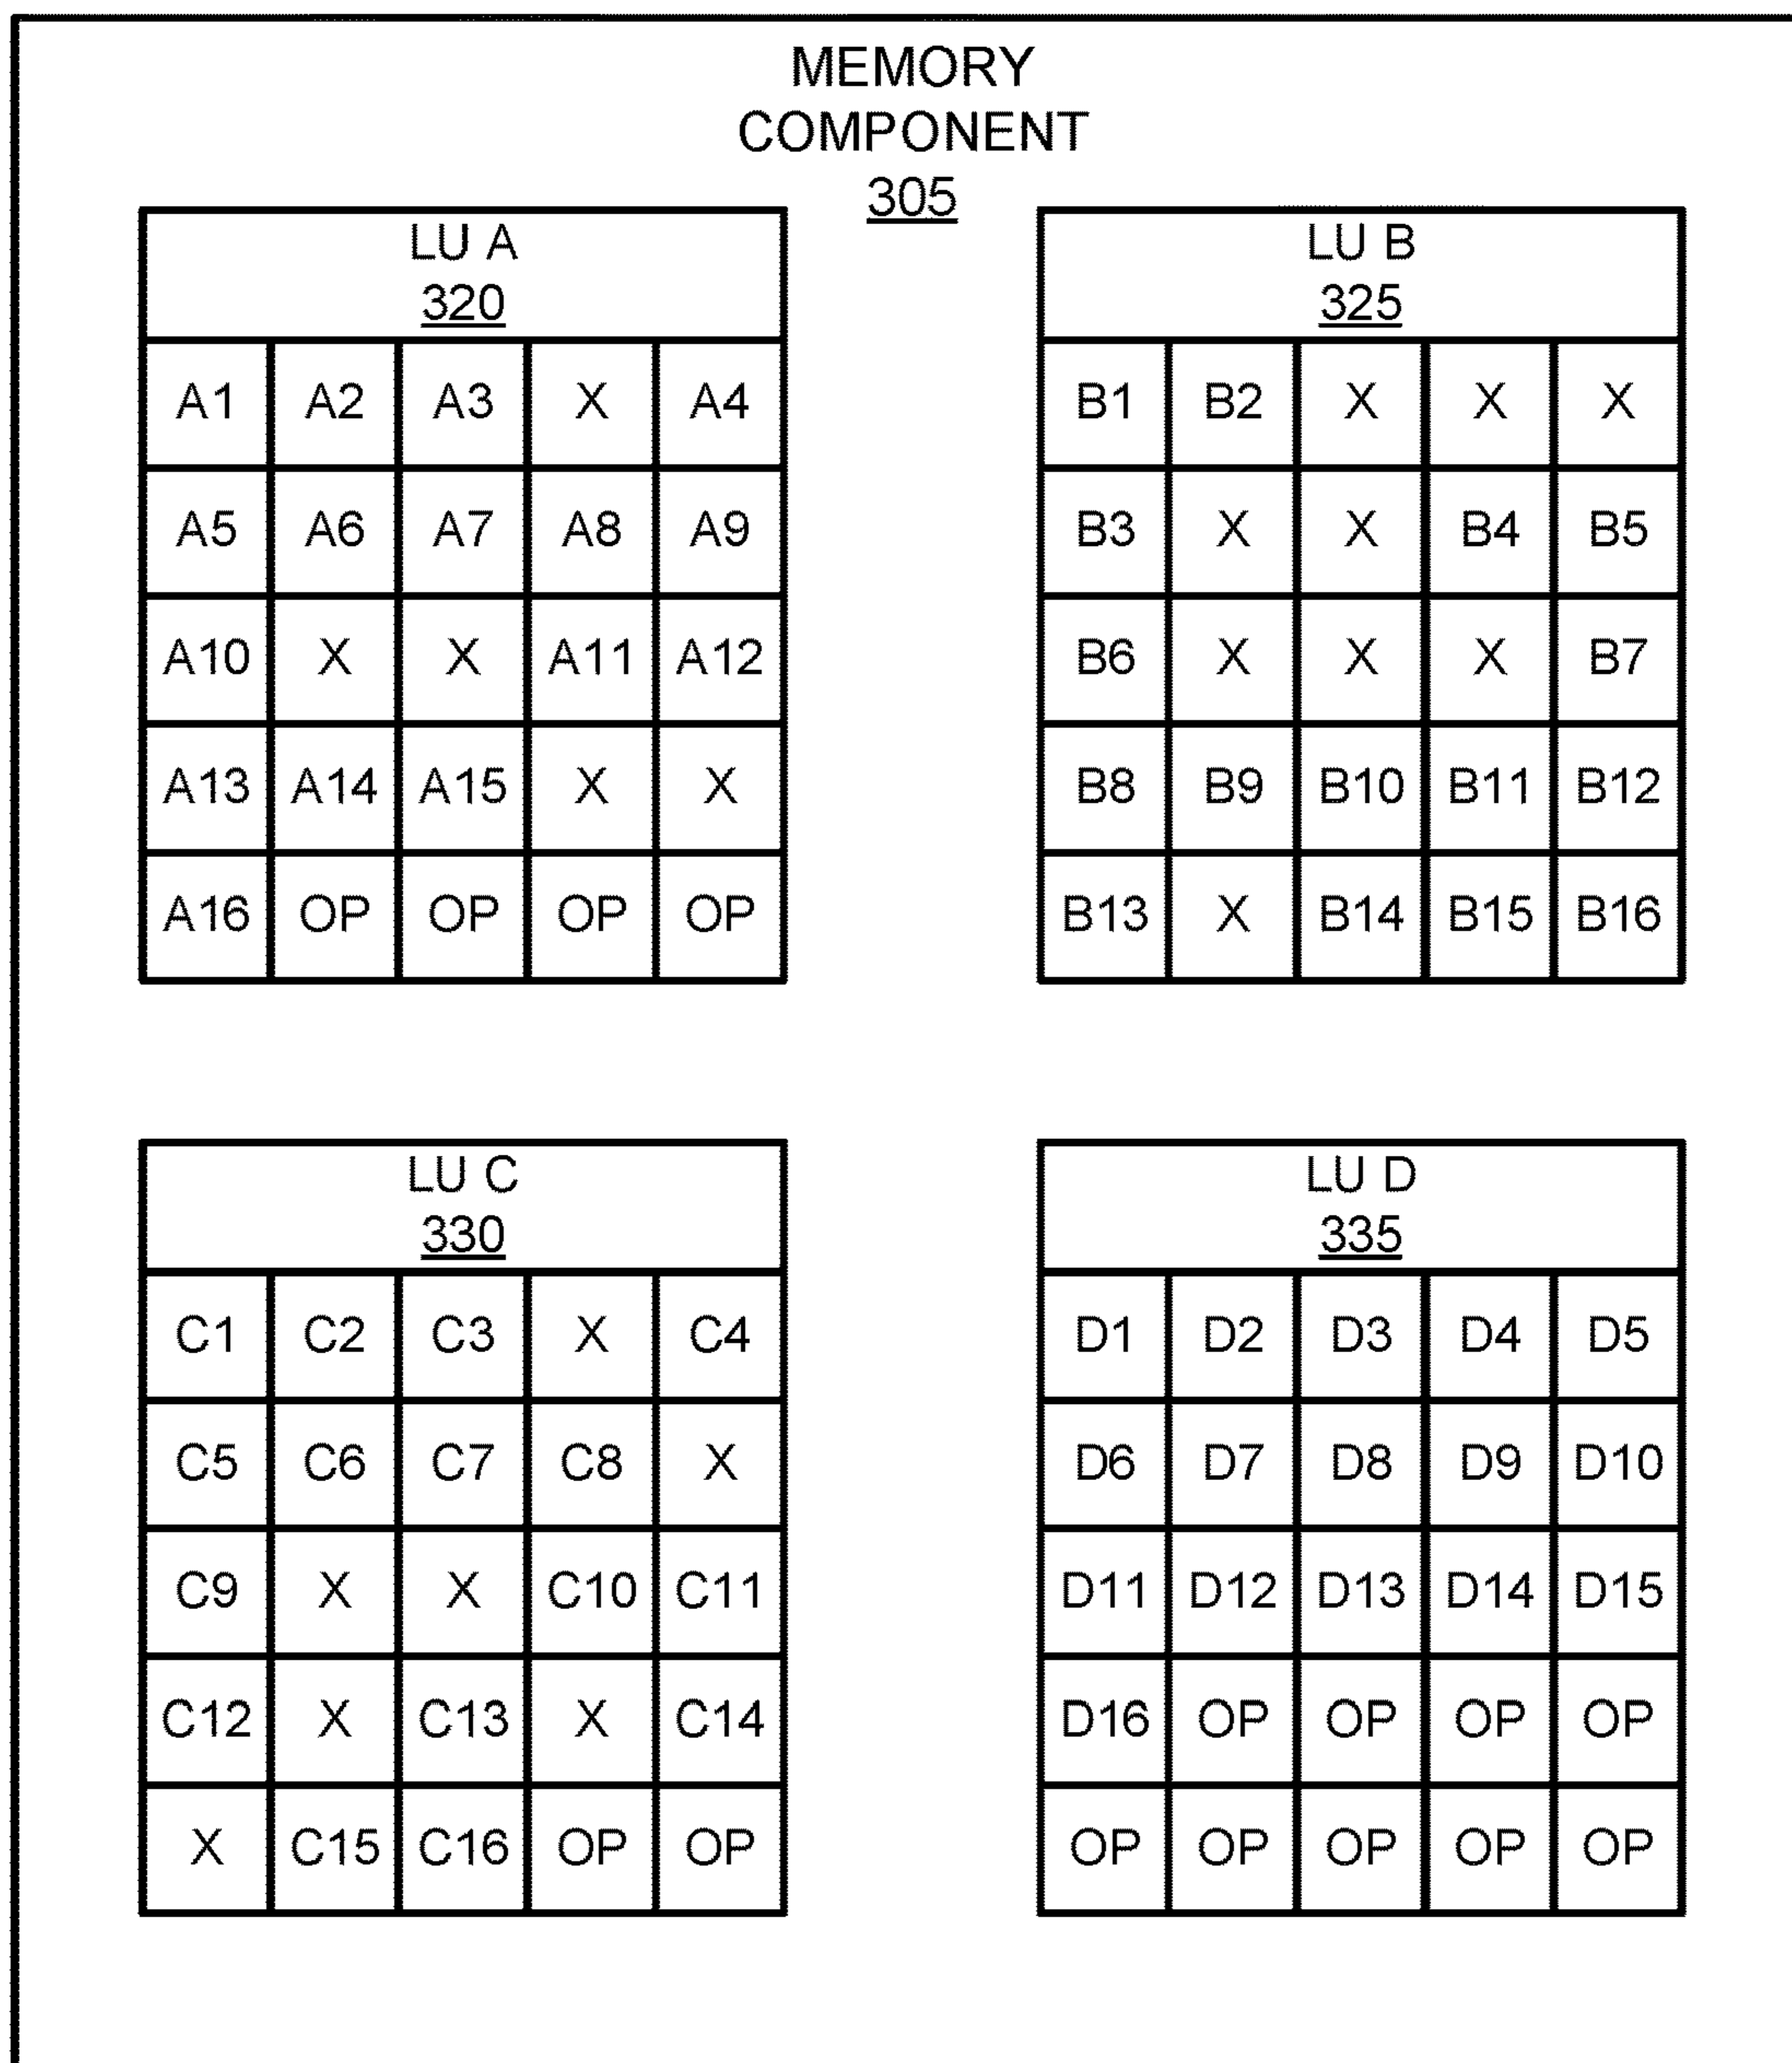 MEMORY
COMPONENT
305
LU A
320
A1 A2 A3 X A4
A5 A6 A7 A8 A9
A10 X X A11 A12
A13 A14 A15 X X
A16 OP OP OP OP
LU B
325
B1 B2 X X X
B3 X X B4 B5
B6 X X X B7
B8 B9 B10 B11 B12
B13 X B14 B15 B16
LU C
330
C1 C2 C3 X C4
C5 C6 C7 C8 X
C9 X X C10 C11
C12 X C13 X C14
X C15 C16 OP OP
LU D
335
D1 D2 D3 D4 D5
D6 D7 D8 D9 D10
D11 D12 D13 D14 D15
D16 OP OP OP OP
OP OP OP OP OP